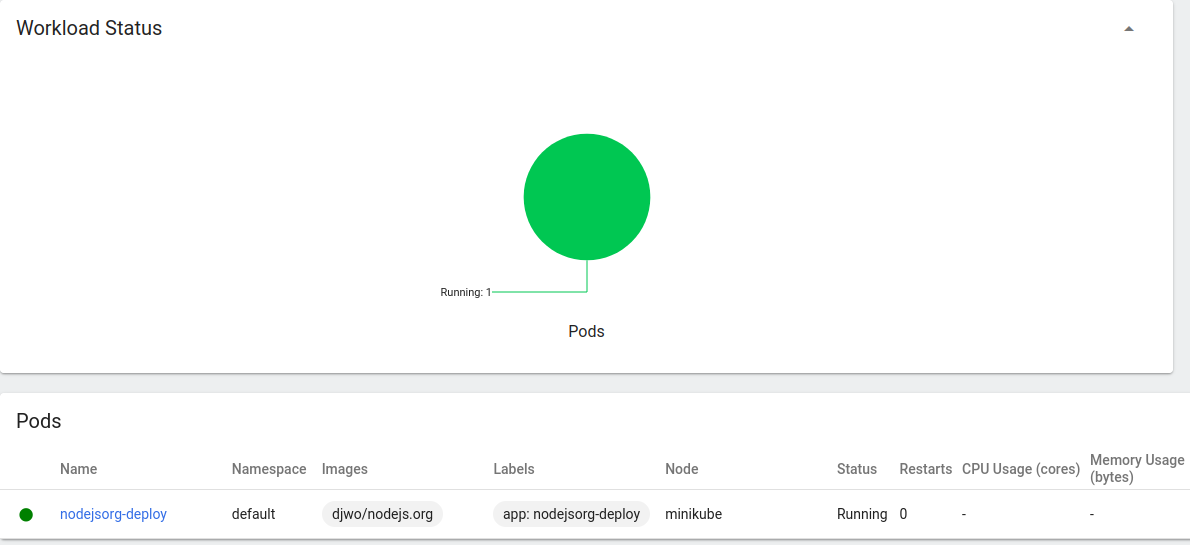 Workload Status
Running: 1
Pods
Pods
Name Namespace Images Labels Node Status Restarts CPU Usage (cores) Memory Usage (bytes)
nodejsorg-deploy default djwo/nodejs.org app: nodejsorg-deploy minikube Running 0 - -